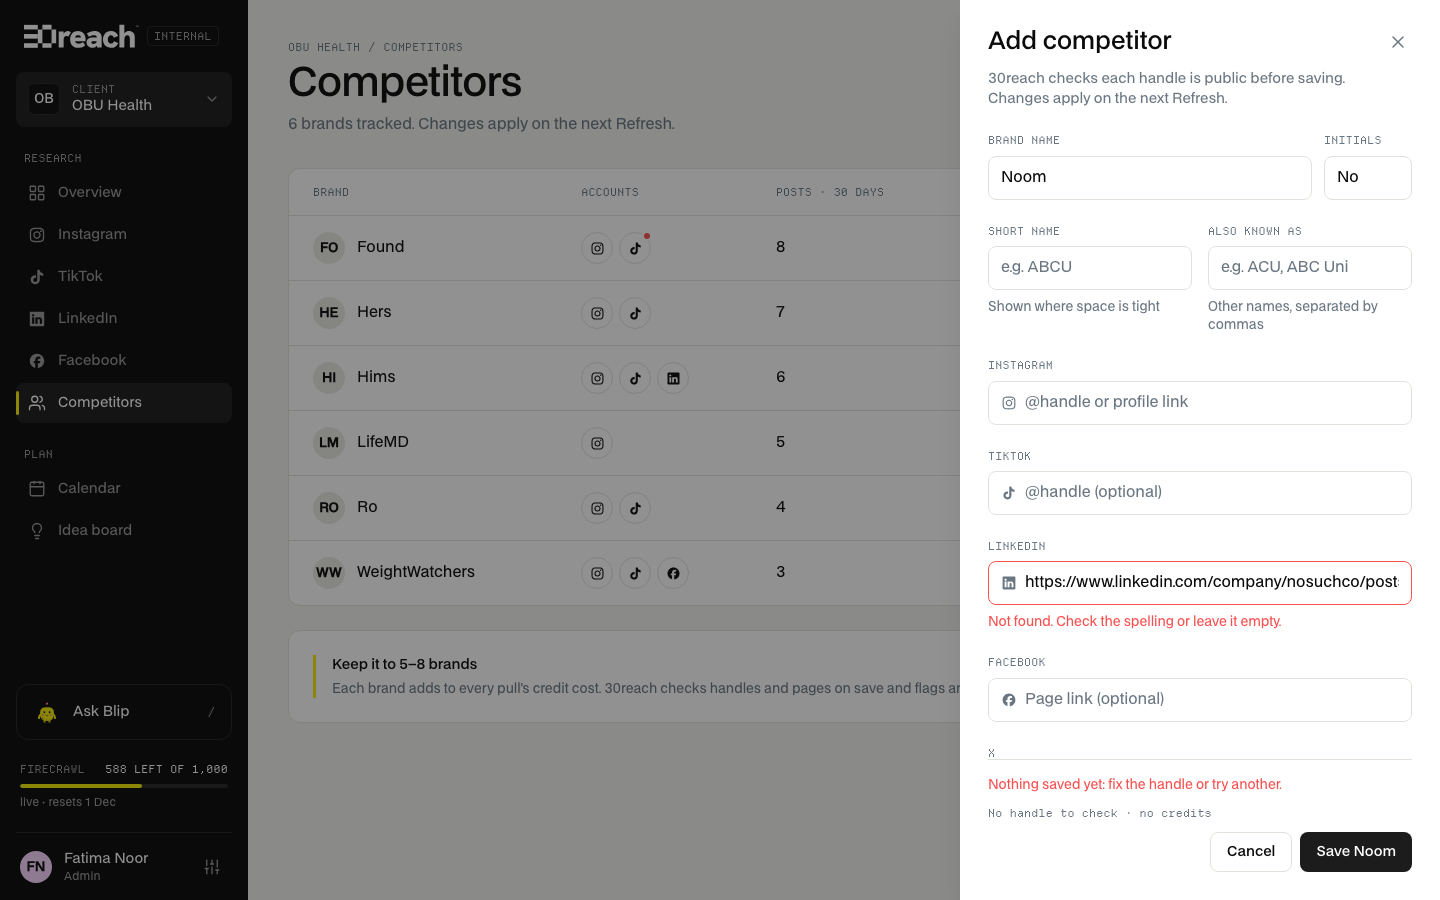 30reach INTERNAL
OB
CLIENT
OBU Health
RESEARCH
Overview
Instagram
TikTok
LinkedIn
Facebook
Competitors
PLAN
Calendar
Idea board
Ask Blip /
FIRECRAWL 588 LEFT OF 1,000
live · resets 1 Dec
FN
Fatima Noor
Admin
OBU HEALTH / COMPETITORS
Competitors
6 brands tracked. Changes apply on the next Refresh.
BRAND ACCOUNTS POSTS · 30 DAYS
FO Found 8
HE Hers 7
HI Hims 6
LM LifeMD 5
RO Ro 4
WW WeightWatchers 3
Keep it to 5–8 brands
Each brand adds to every pull's credit cost. 30reach checks handles and pages on save and flags
Add competitor
30reach checks each handle is public before saving.
Changes apply on the next Refresh.
BRAND NAME INITIALS
Noom No
SHORT NAME ALSO KNOWN AS
e.g. ABCU e.g. ACU, ABC Uni
Shown where space is tight Other names, separated by
commas
INSTAGRAM
@handle or profile link
TIKTOK
@handle (optional)
LINKEDIN
https://www.linkedin.com/company/nosuchco/posts
Not found. Check the spelling or leave it empty.
FACEBOOK
Page link (optional)
X
Nothing saved yet: fix the handle or try another.
No handle to check · no credits
Cancel Save Noom